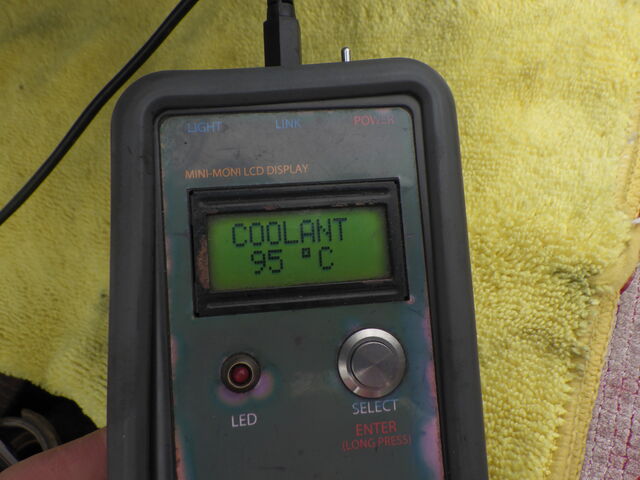 LIGHT LINK POWER
MINI-MONI LCD DISPLAY
COOLANT
95 °C
LED
SELECT
ENTER
(LONG PRESS)